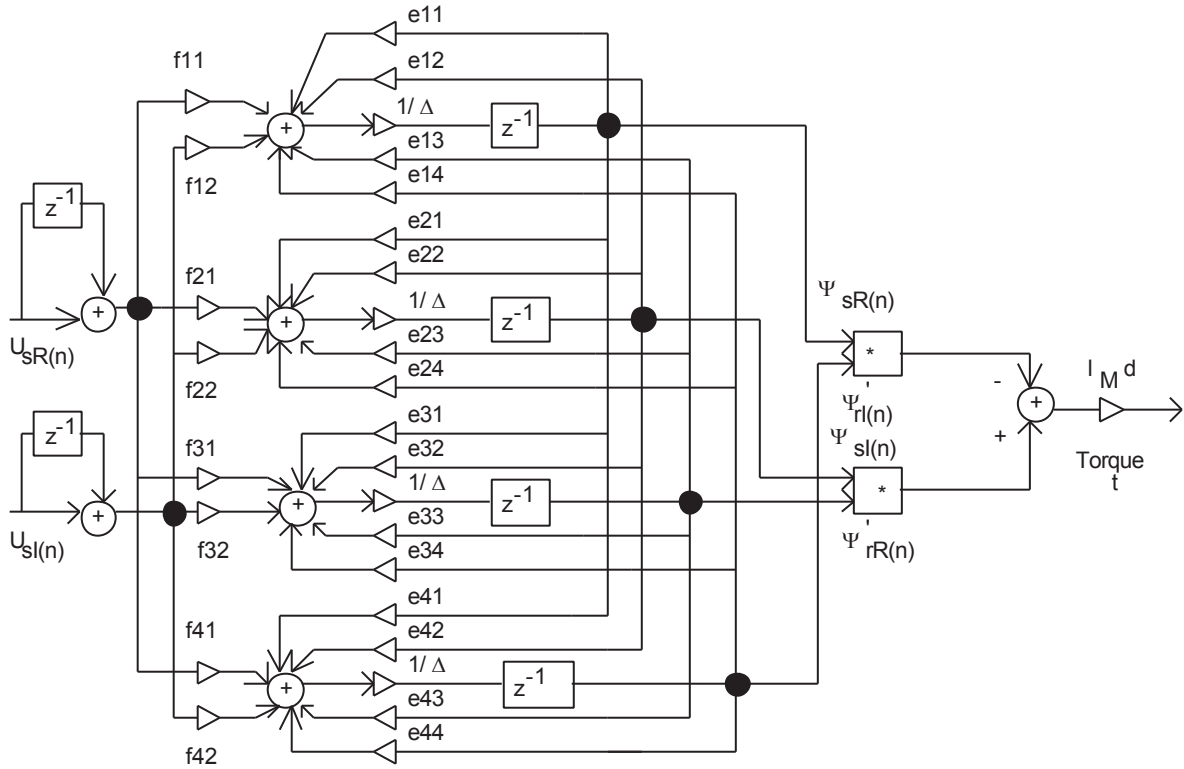 e11
f11
e12
1/ Δ
+
z-1
e13
f12
e14
z-1
e21
f21
e22
1/ Δ
+
+
z-1
UsR(n)
e23
f22
e24
Ψ sR(n)
*
Ψ' rI(n)
-
+
+
I M d
Torque
t
Ψ sI(n)
*
Ψ' rR(n)
z-1
e31
f31
e32
1/ Δ
+
+
z-1
UsI(n)
e33
f32
e34
e41
f41
e42
1/ Δ
+
z-1
e43
e44
f42